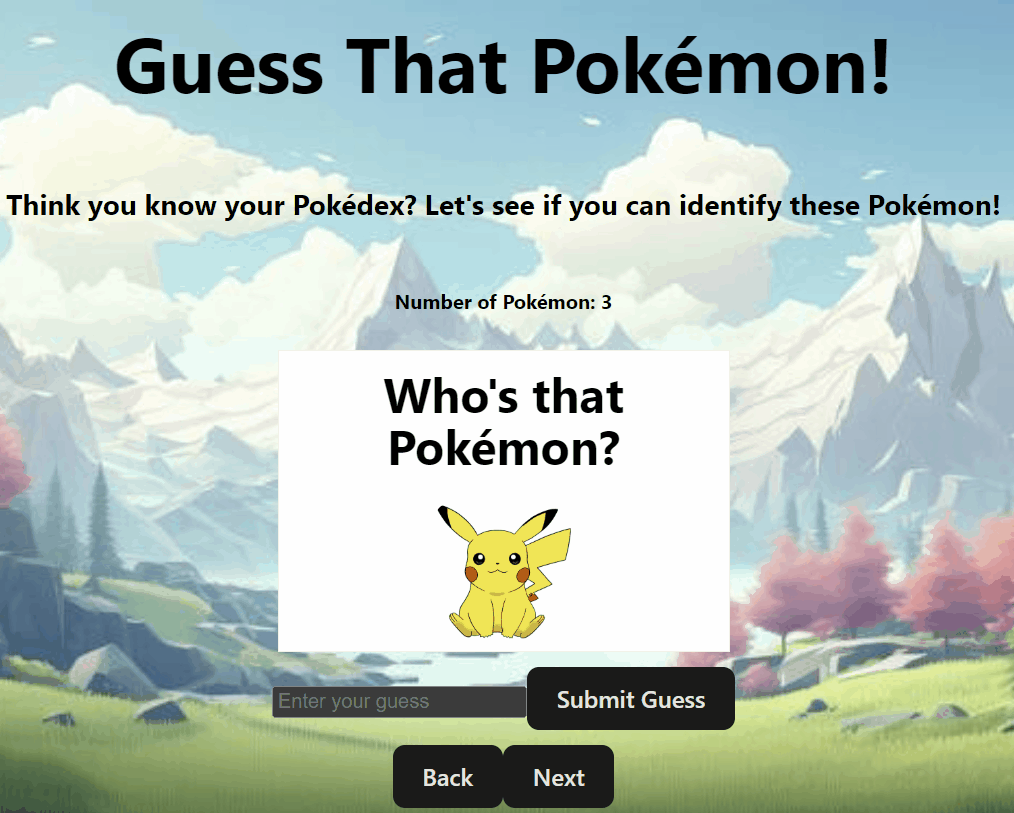 Guess That Pokémon!
Think you know your Pokédex? Let's see if you can identify these Pokémon!
Number of Pokémon: 3
Who's that
Pokémon?
Enter your guess
Submit Guess
Back
Next